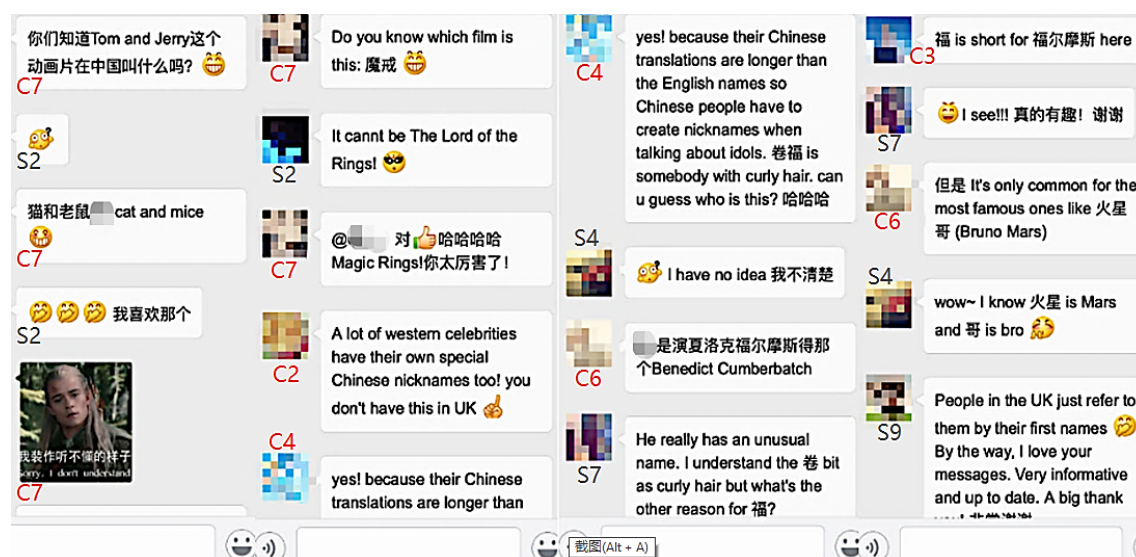 你们知道Tom and Jerry这个
动画片在中国叫什么吗?
C7
S2
猫和老鼠 cat and mice
C7
我喜欢那个
S2
我装作听不懂的样子
Sorry, I don't understand
C7
Do you know which film is
this: 魔戒
C7
It cannt be The Lord of the
Rings!
S2
@ 对 哈哈哈哈
Magic Rings!你太厉害了!
C7
A lot of western celebrities
have their own special
Chinese nicknames too! you
don't have this in UK
C2
C4
yes! because their Chinese
translations are longer than
yes! because their Chinese
translations are longer than
the English names so
Chinese people have to
create nicknames when
talking about idols. 卷福 is
somebody with curly hair. can
u guess who is this? 哈哈哈
C4
S4
I have no idea 我不清楚
是演夏洛克福尔摩斯得那
个Benedict Cumberbatch
C6
He really has an unusual
name. I understand the 卷 bit
as curly hair but what's the
other reason for 福?
S7
截图(Alt + A)
福 is short for 福尔摩斯 here
C3
I see!!! 真的有趣! 谢谢
S7
但是 It's only common for the
most famous ones like 火星
哥 (Bruno Mars)
C6
S4
wow~ I know 火星 is Mars
and 哥 is bro
People in the UK just refer to
them by their first names
By the way, I love your
messages. Very informative
and up to date. A big thank
you! 非常谢谢
S9